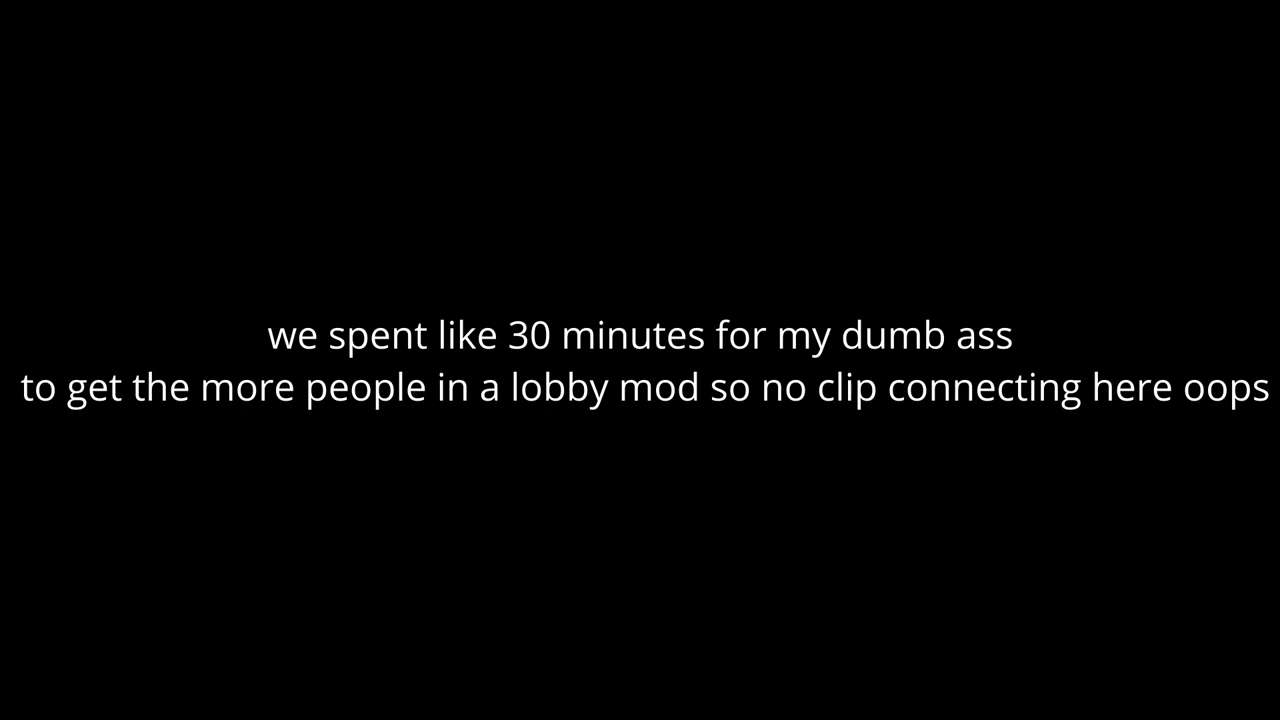 we spent like 30 minutes for my dumb ass
to get the more people in a lobby mod so no clip connecting here oops